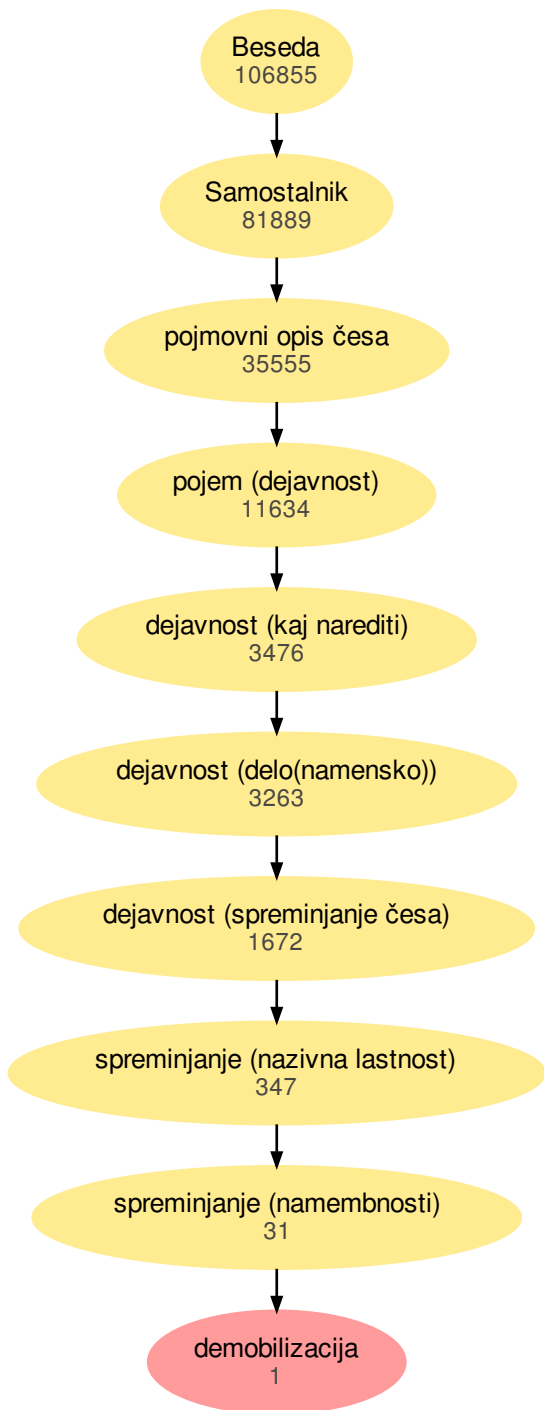 Beseda
106855
Samostalnik
81889
pojmovni opis česa
35555
pojem (dejavnost)
11634
dejavnost (kaj narediti)
3476
dejavnost (delo(namensko))
3263
dejavnost (spreminjanje česa)
1672
spreminjanje (nazivna lastnost)
347
spreminjanje (namembnosti)
31
demobilizacija
1